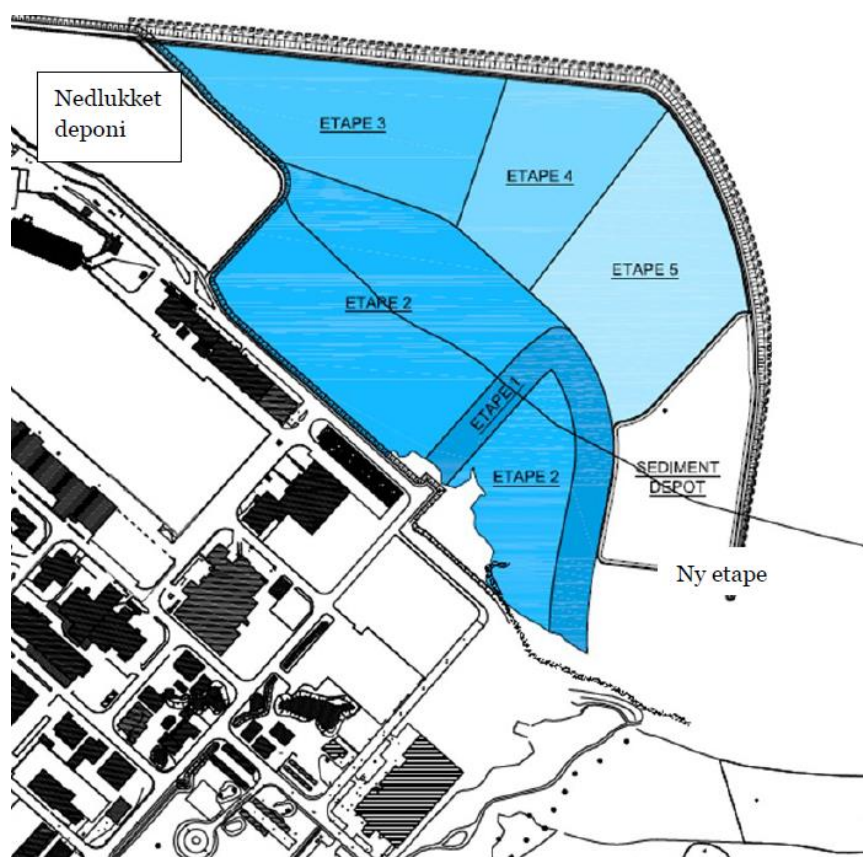 Nedlukket
deponi
ETAPE 3
ETAPE 4
ETAPE 5
ETAPE 2
ETAPE 1
ETAPE 2
SEDIMENT
DEPOT
Ny etape